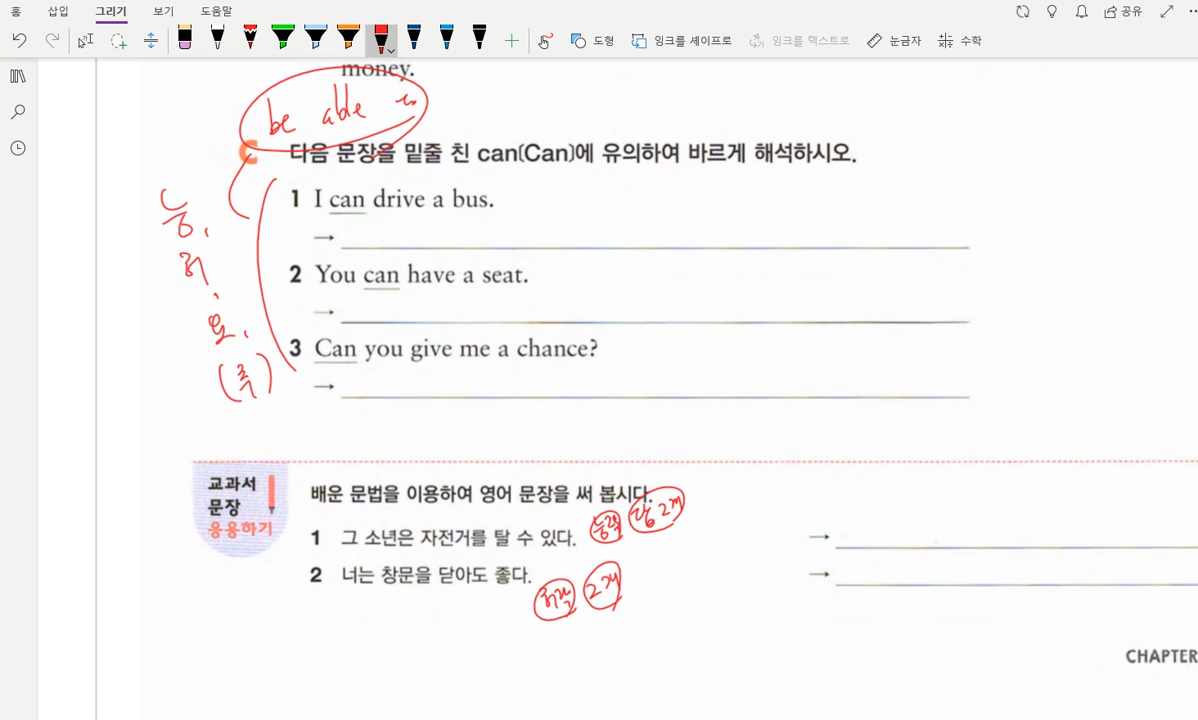 홈 삽입 그리기 보기 도움말 공유
도형 잉크를 셰이프로 잉크를 텍스트로 눈금자 수학
money.
be able to
C 다음 문장을 밑줄 친 can(Can)에 유의하여 바르게 해석하시오.
1 I can drive a bus.
→
2 You can have a seat.
→
3 Can you give me a chance?
→
능,
허,
요,
(추)
교과서
문장
응용하기
배운 문법을 이용하여 영어 문장을 써 봅시다.
1 그 소년은 자전거를 탈 수 있다. 능력 답 2개 →
2 너는 창문을 닫아도 좋다. 허락 2개 →
CHAPTER